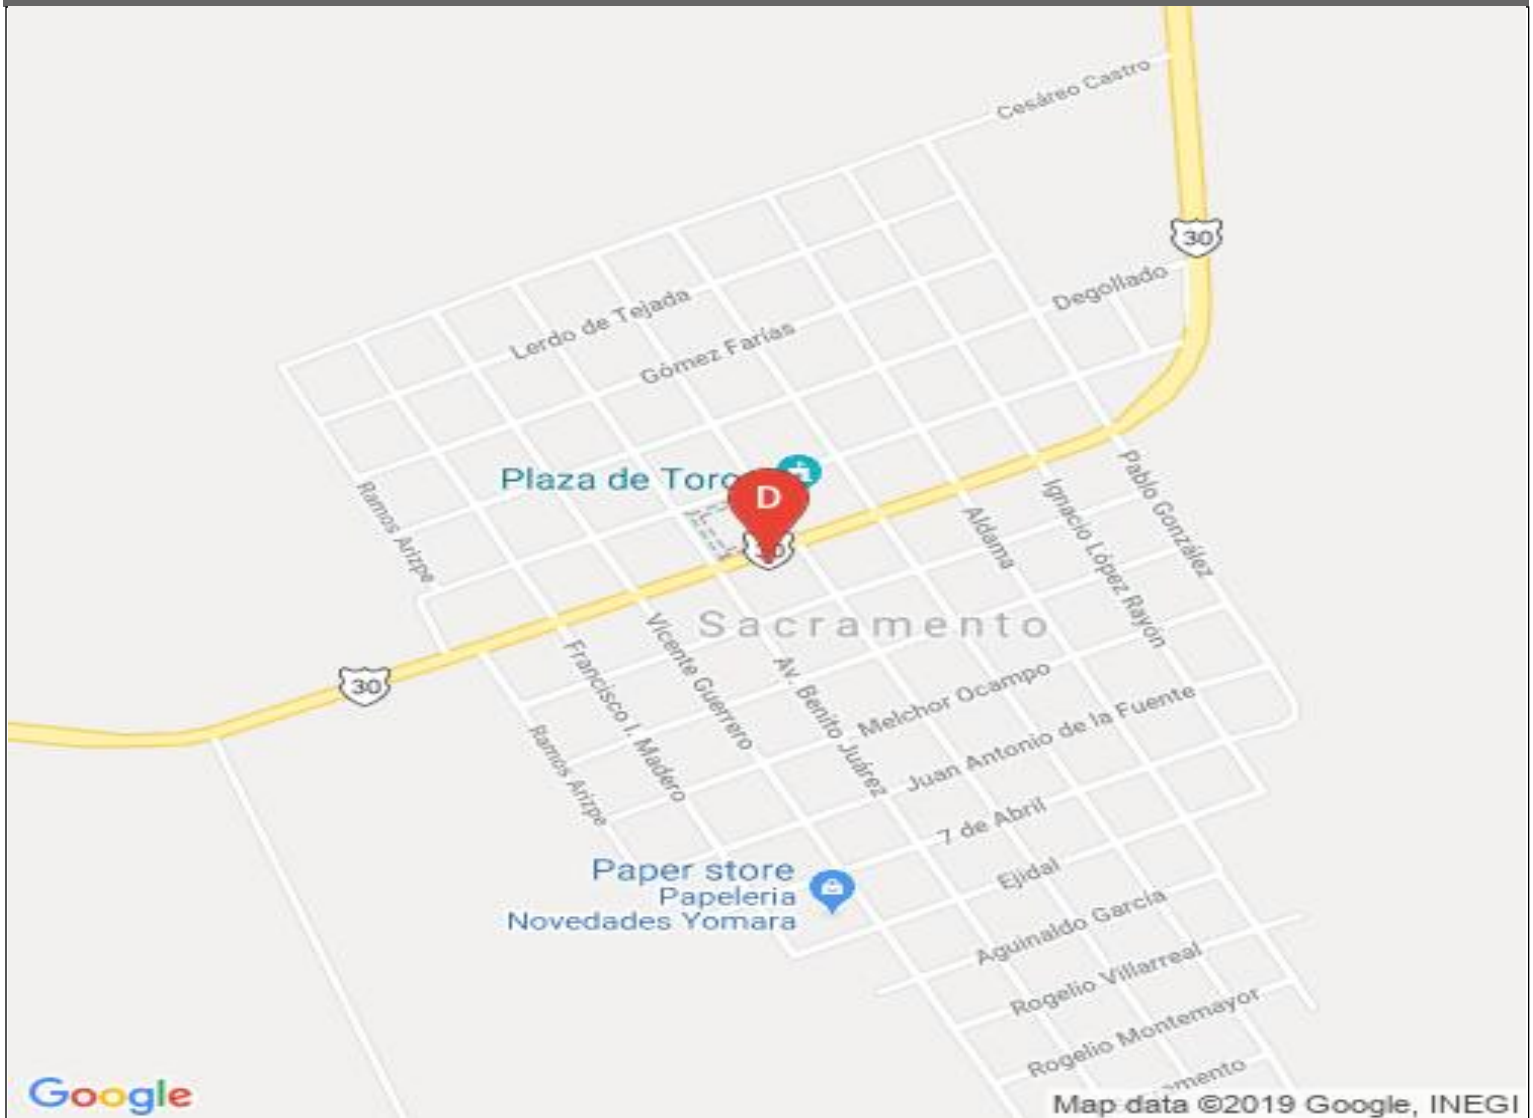 Cesáreo Castro
30
Degollado
Lerdo de Tejada
Gómez Farías
Plaza de Toro
D
Ramos Arizpe
Pablo González
Ignacio López Rayón
Aldama
Sacramento
Vicente Guerrero
Francisco I. Madero
Av. Benito Juárez
30
Melchor Ocampo
Juan Antonio de la Fuente
Ramos Arizpe
7 de Abril
Paper store
Papeleria
Novedades Yomara
Ejidal
Aguinaldo García
Rogelio Villarreal
Rogelio Montemayor
Google
Map data ©2019 Google, INEGI